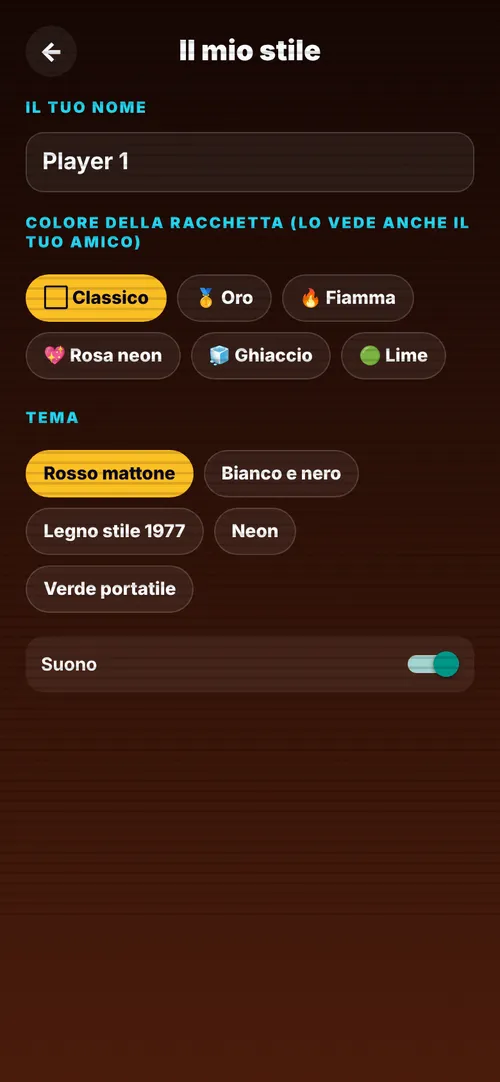 Il mio stile
IL TUO NOME
Player 1
COLORE DELLA RACCHETTA (LO VEDE ANCHE IL
TUO AMICO)
Classico
🥇 Oro
🔥 Fiamma
💖 Rosa neon
🧊 Ghiaccio
🟢 Lime
TEMA
Rosso mattone
Bianco e nero
Legno stile 1977
Neon
Verde portatile
Suono